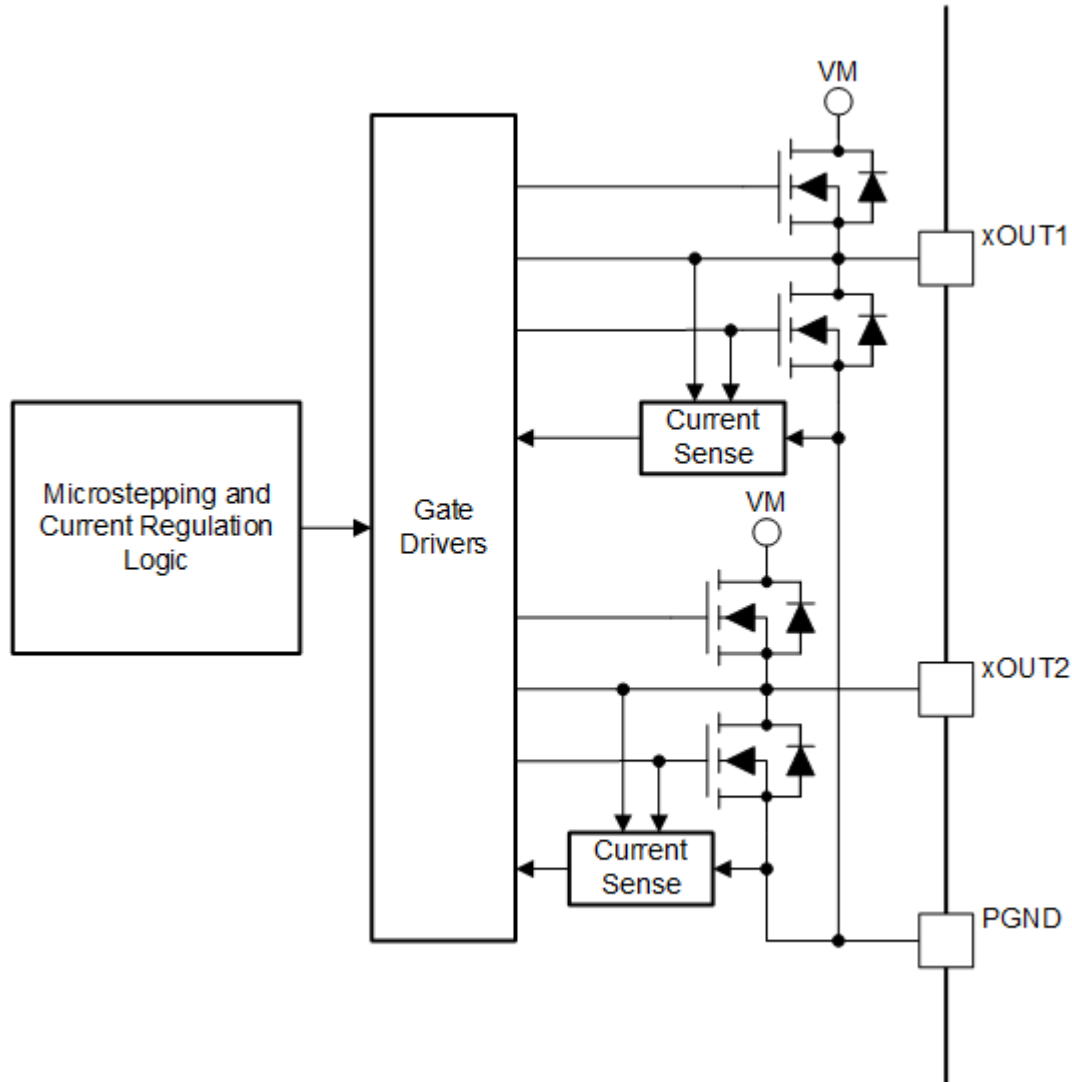 VM
xOUT1
Current
Sense
Microstepping and
Current Regulation
Logic
Gate
Drivers
VM
xOUT2
Current
Sense
PGND